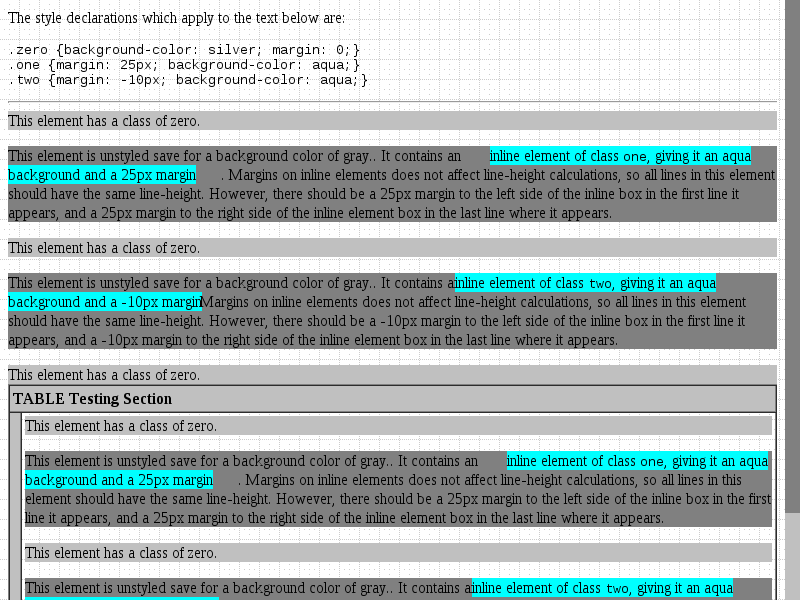 The style declarations which apply to the text below are:
.zero {background-color: silver; margin: 0;}
.one {margin: 25px; background-color: aqua;}
.two {margin: -10px; background-color: aqua;}
This element has a class of zero.
This element is unstyled save for a background color of gray.. It contains an inline element of class one, giving it an aqua
background and a 25px margin. Margins on inline elements does not affect line-height calculations, so all lines in this element
should have the same line-height. However, there should be a 25px margin to the left side of the inline box in the first line it
appears, and a 25px margin to the right side of the inline element box in the last line where it appears.
This element has a class of zero.
This element is unstyled save for a background color of gray.. It contains a inline element of class two, giving it an aqua
background and a -10px margin Margins on inline elements does not affect line-height calculations, so all lines in this element
should have the same line-height. However, there should be a -10px margin to the left side of the inline box in the first line it
appears, and a -10px margin to the right side of the inline element box in the last line where it appears.
This element has a class of zero.
TABLE Testing Section
This element has a class of zero.
This element is unstyled save for a background color of gray.. It contains an inline element of class one, giving it an aqua
background and a 25px margin. Margins on inline elements does not affect line-height calculations, so all lines in this
element should have the same line-height. However, there should be a 25px margin to the left side of the inline box in the first
line it appears, and a 25px margin to the right side of the inline element box in the last line where it appears.
This element has a class of zero.
This element is unstyled save for a background color of gray.. It contains a inline element of class two, giving it an aqua